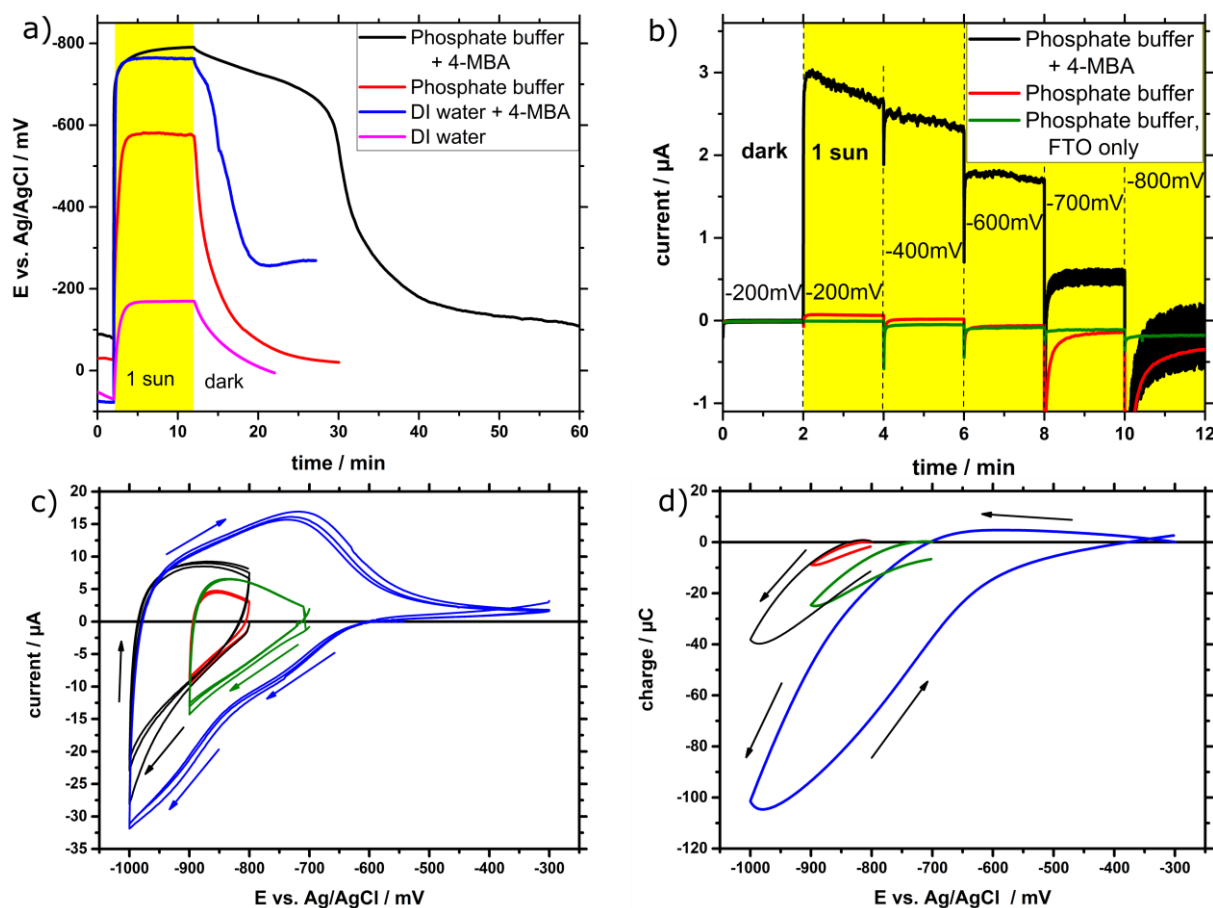 a)
E vs. Ag/AgCl / mV
-800
-600
-400
-200
0
Phosphate buffer
+ 4-MBA
Phosphate buffer
DI water + 4-MBA
DI water
1 sun
dark
0 10 20 30 40 50 60
time / min
b)
current / µA
3
2
1
0
-1
Phosphate buffer
+ 4-MBA
Phosphate buffer
Phosphate buffer,
FTO only
dark
1 sun
-200mV
-200mV
-400mV
-600mV
-700mV
-800mV
0 2 4 6 8 10 12
time / min
c)
current / µA
20
15
10
5
0
5
-10
-15
-20
-25
-30
-35
-1000 -900 -800 -700 -600 -500 -400 -300
E vs. Ag/AgCl / mV
d)
charge / µC
20
0
-20
-40
-60
-80
-100
-120
-1000 -900 -800 -700 -600 -500 -400 -300
E vs. Ag/AgCl / mV